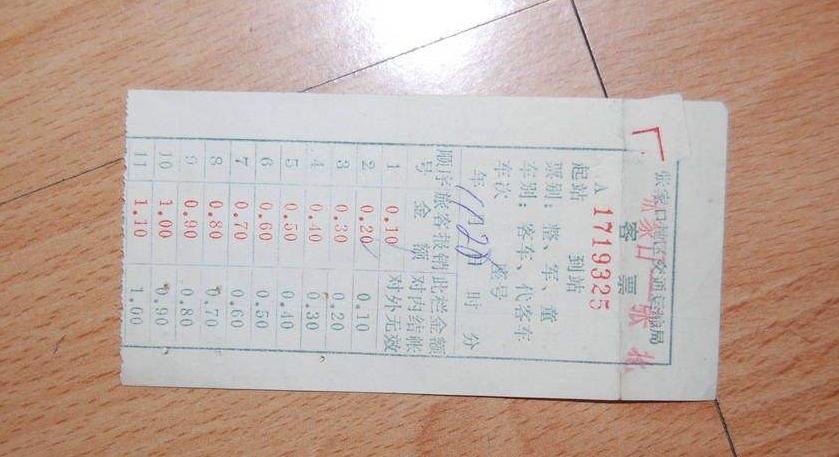 张家口地区交通运输局
客票
A 1719325
起站 到站
票别：整、军、童
车别：客车、代客车
车次 座号
年 11月 20日 时 分
顺序号 旅客报销金额 此栏金额对内结帐对外无效
1 0.10
2 0.20 0.10
3 0.30 0.20
4 0.40 0.30
5 0.50 0.40
6 0.60 0.50
7 0.70 0.60
8 0.80 0.70
9 0.90 0.80
10 1.00 0.90
11 1.10 1.00